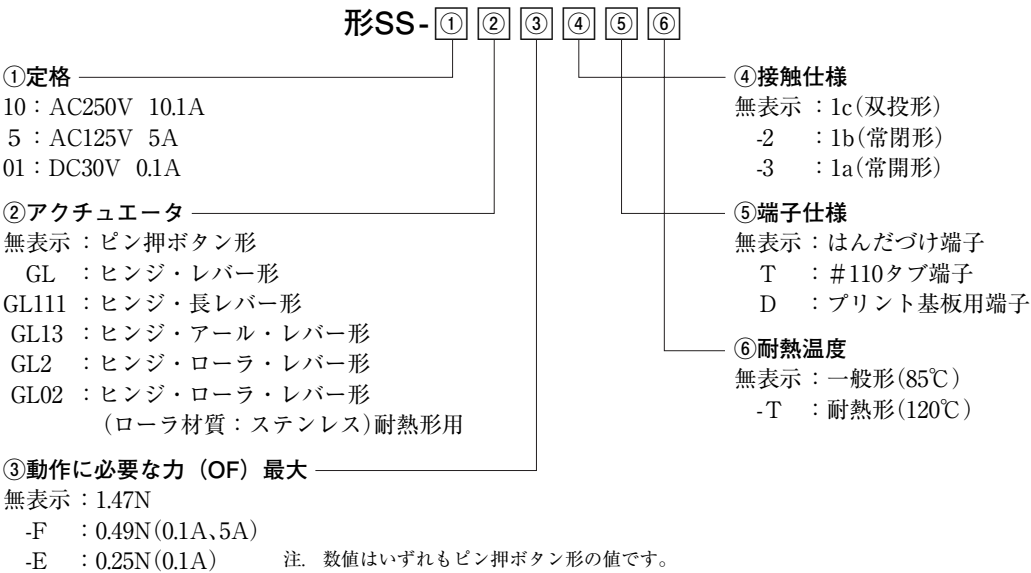 形SS-① ② ③ ④ ⑤ ⑥
①定格
10：AC250V 10.1A
5：AC125V 5A
01：DC30V 0.1A
②アクチュエータ
無表示：ピン押ボタン形
GL：ヒンジ・レバー形
GL111：ヒンジ・長レバー形
GL13：ヒンジ・アール・レバー形
GL2：ヒンジ・ローラ・レバー形
GL02：ヒンジ・ローラ・レバー形
(ローラ材質：ステンレス)耐熱形用
③動作に必要な力（OF）最大
無表示：1.47N
-F：0.49N(0.1A、5A)
-E：0.25N(0.1A)
注. 数値はいずれもピン押ボタン形の値です。
④接触仕様
無表示：1c(双投形)
-2：1b(常閉形)
-3：1a(常開形)
⑤端子仕様
無表示：はんだづけ端子
T：＃110タブ端子
D：プリント基板用端子
⑥耐熱温度
無表示：一般形(85℃)
-T：耐熱形(120℃)